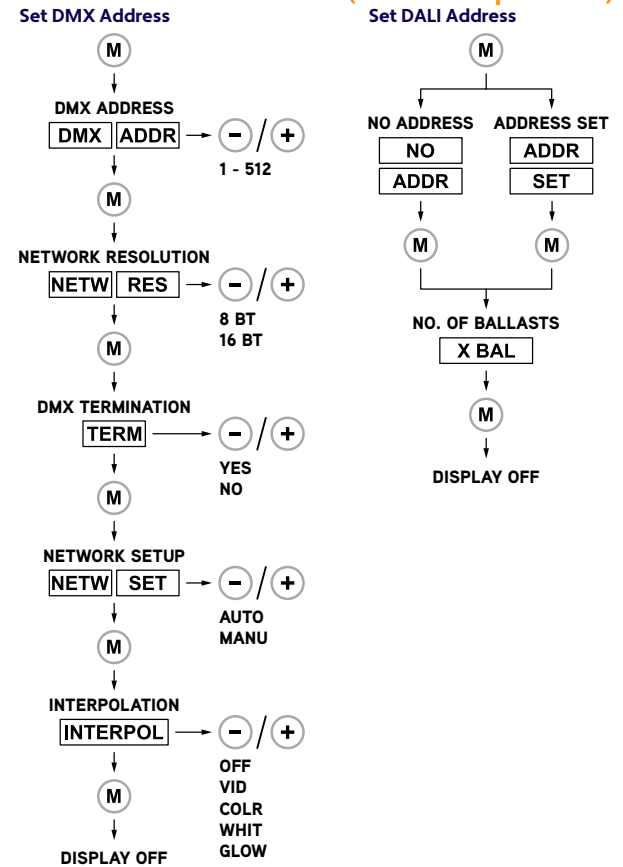 Set DMX Address
M
DMX ADDRESS
DMX ADDR - / +
1 - 512
M
NETWORK RESOLUTION
NETW RES - / +
8 BT
16 BT
M
DMX TERMINATION
TERM - / +
YES
NO
M
NETWORK SETUP
NETW SET - / +
AUTO
MANU
M
INTERPOLATION
INTERPOL - / +
OFF
VID
COLR
WHIT
GLOW
M
DISPLAY OFF
Set DALI Address
M
NO ADDRESS ADDRESS SET
NO ADDR
ADDR SET
M M
NO. OF BALLASTS
X BAL
M
DISPLAY OFF